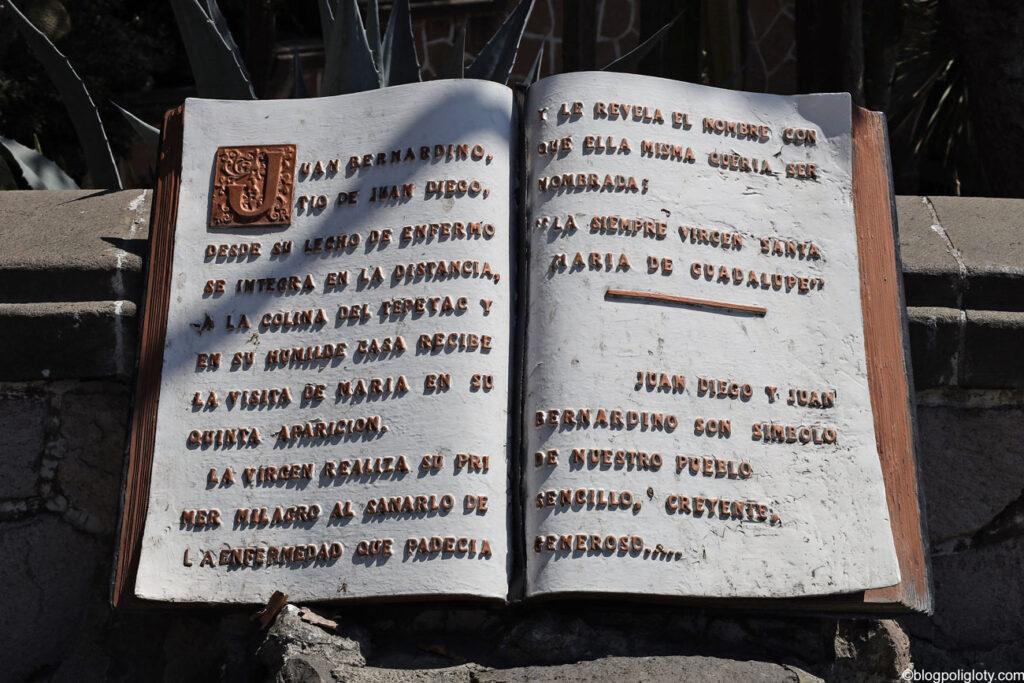 JUAN BERNARDINO,
TIO DE JUAN DIEGO,
DESDE SU LECHO DE ENFERMO
SE INTEGRA EN LA DISTANCIA,
A LA COLINA DEL TEPETAC Y
EN SU HUMILDE CASA RECIBE
LA VISITA DE MARIA EN SU
QUINTA APARICION.
LA VIRGEN REALIZA SU PRI
MER MILAGRO AL SANARLO DE
LA ENFERMEDAD QUE PADECIA
Y LE REVELA EL NOMBRE CON
QUE ELLA MISMA QUERIA SER
NOMBRADA;
"LA SIEMPRE VIRGEN SANTA
MARIA DE GUADALUPE"
JUAN DIEGO Y JUAN
BERNARDINO SON SIMBOLO
DE NUESTRO PUEBLO
SENCILLO, CREYENTE,
GENEROSO.....
©blogpoligloty.com